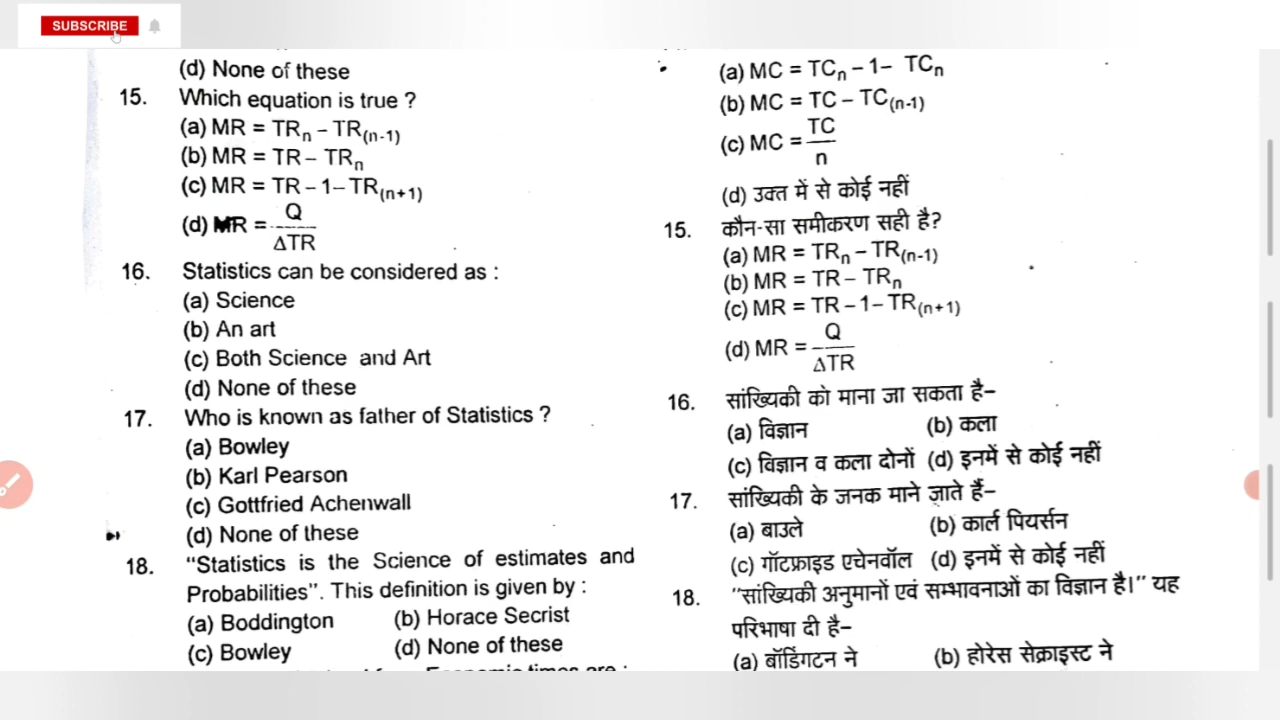 SUBSCRIBE
(d) None of these
15. Which equation is true ?
(a) MR = TRn – TR(n-1)
(b) MR = TR – TRn
(c) MR = TR – 1– TR(n+1)
(d) MR = Q
ΔTR
16. Statistics can be considered as :
(a) Science
(b) An art
(c) Both Science and Art
(d) None of these
17. Who is known as father of Statistics ?
(a) Bowley
(b) Karl Pearson
(c) Gottfried Achenwall
(d) None of these
18. “Statistics is the Science of estimates and
Probabilities”. This definition is given by :
(a) Boddington (b) Horace Secrist
(c) Bowley (d) None of these
Economic times are :
(a) MC = TCn – 1– TCn
(b) MC = TC – TC(n-1)
(c) MC = TC
n
(d) उक्त में से कोई नहीं
15. कौन-सा समीकरण सही है?
(a) MR = TRn – TR(n-1)
(b) MR = TR – TRn
(c) MR = TR – 1– TR(n+1)
(d) MR = Q
ΔTR
16. सांख्यिकी को माना जा सकता है–
(a) विज्ञान (b) कला
(c) विज्ञान व कला दोनों (d) इनमें से कोई नहीं
17. सांख्यिकी के जनक माने जाते हैं–
(a) बाउले (b) कार्ल पियर्सन
(c) गॉटफ्राइड एचेनवॉल (d) इनमें से कोई नहीं
18. ''सांख्यिकी अनुमानों एवं सम्भावनाओं का विज्ञान है।'' यह
परिभाषा दी है–
(a) बॉडिंगटन ने (b) होरेस सेक्राइस्ट ने